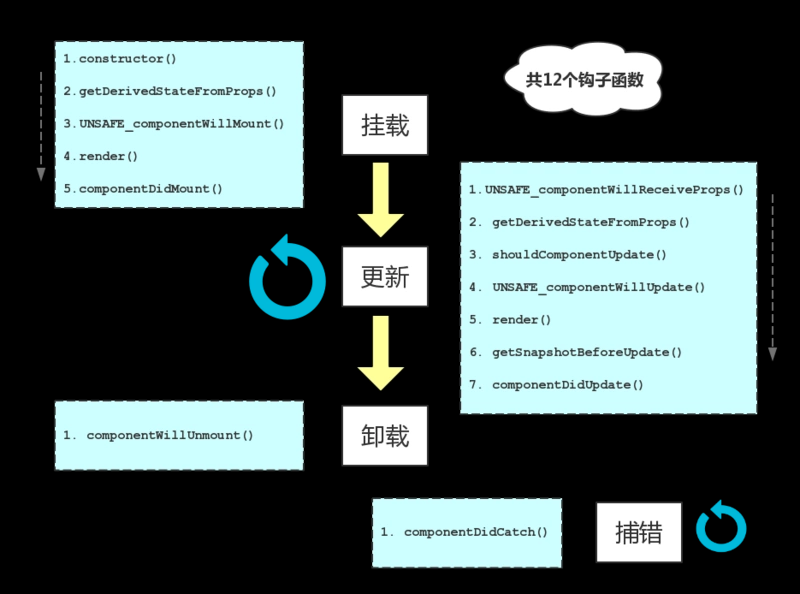 共12个钩子函数
1.constructor()
2.getDerivedStateFromProps()
3.UNSAFE_componentWillMount()
4.render()
5.componentDidMount()
挂载
1.UNSAFE_componentWillReceiveProps()
2. getDerivedStateFromProps()
3. shouldComponentUpdate()
4. UNSAFE_componentWillUpdate()
5. render()
6. getSnapshotBeforeUpdate()
7. componentDidUpdate()
更新
1. componentWillUnmount()
卸载
1. componentDidCatch()
捕错